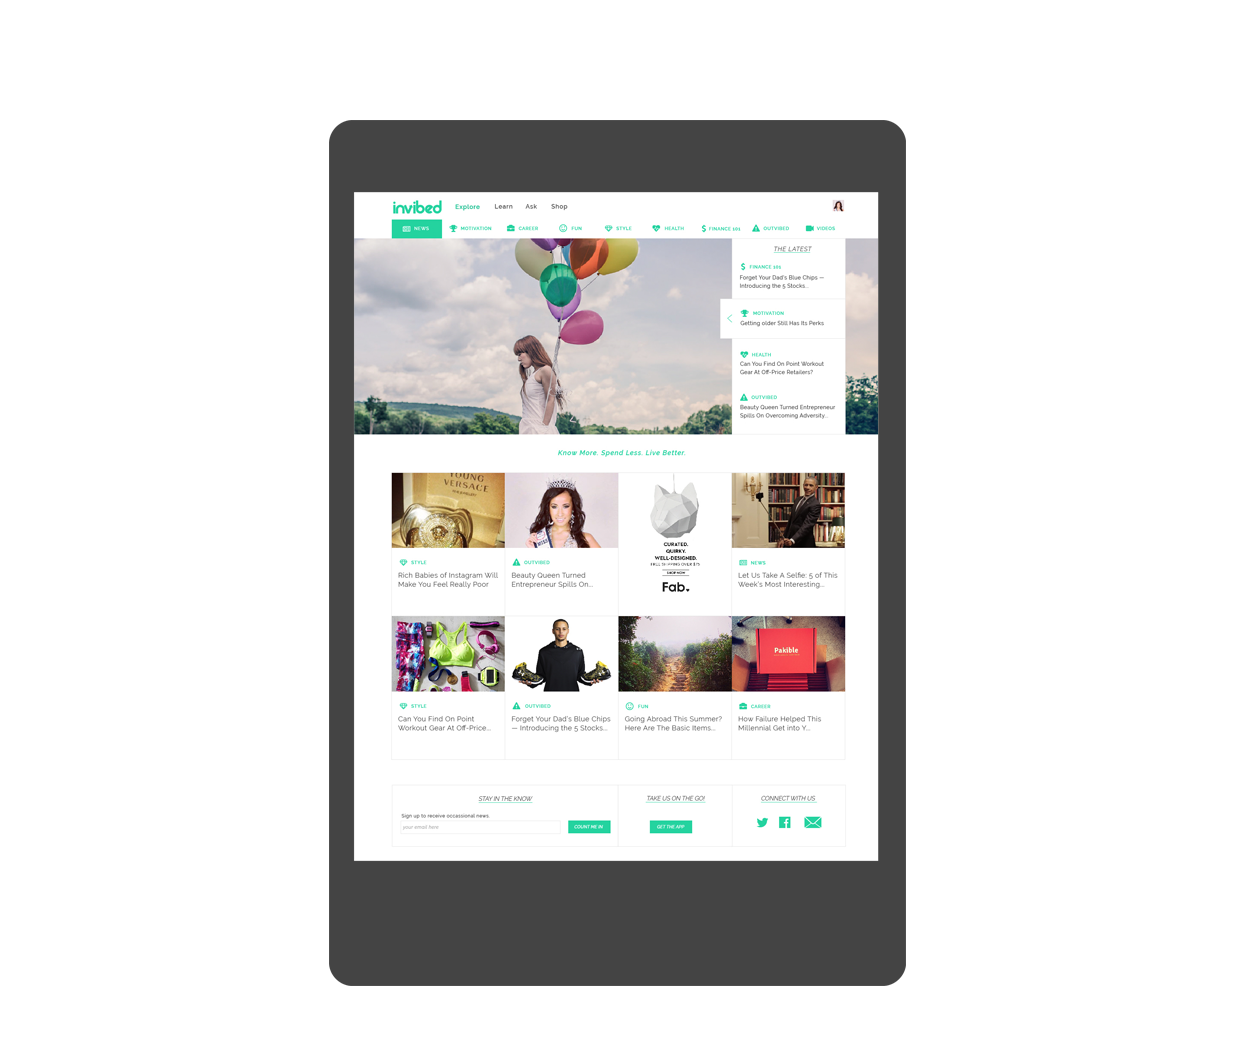 invibed
Explore Learn Ask Shop
NEWS MOTIVATION CAREER FUN STYLE HEALTH FINANCE 101 OUTVIBED VIDEOS
THE LATEST
FINANCE 101
Forget Your Dad's Blue Chips —
Introducing the 5 Stocks...
MOTIVATION
Getting older Still Has Its Perks
HEALTH
Can You Find On Point Workout
Gear At Off-Price Retailers?
OUTVIBED
Beauty Queen Turned Entrepreneur
Spills On Overcoming Adversity...
Know More. Spend Less. Live Better.
YOUNG
VERSACE
STYLE
Rich Babies of Instagram Will
Make You Feel Really Poor
MISS
OUTVIBED
Beauty Queen Turned
Entrepreneur Spills On...
CURATED.
QUIRKY.
WELL-DESIGNED.
FREE SHIPPING OVER $75
SHOP NOW
Fab.
NEWS
Let Us Take A Selfie: 5 of This
Week's Most Interesting...
STYLE
Can You Find On Point
Workout Gear At Off-Price...
OUTVIBED
Forget Your Dad's Blue Chips
— Introducing the 5 Stocks...
FUN
Going Abroad This Summer?
Here Are The Basic Items...
Pakible
CAREER
How Failure Helped This
Millennial Get into Y...
STAY IN THE KNOW
Sign up to receive occassional news
your email here
COUNT ME IN
TAKE US ON THE GO!
GET THE APP
CONNECT WITH US